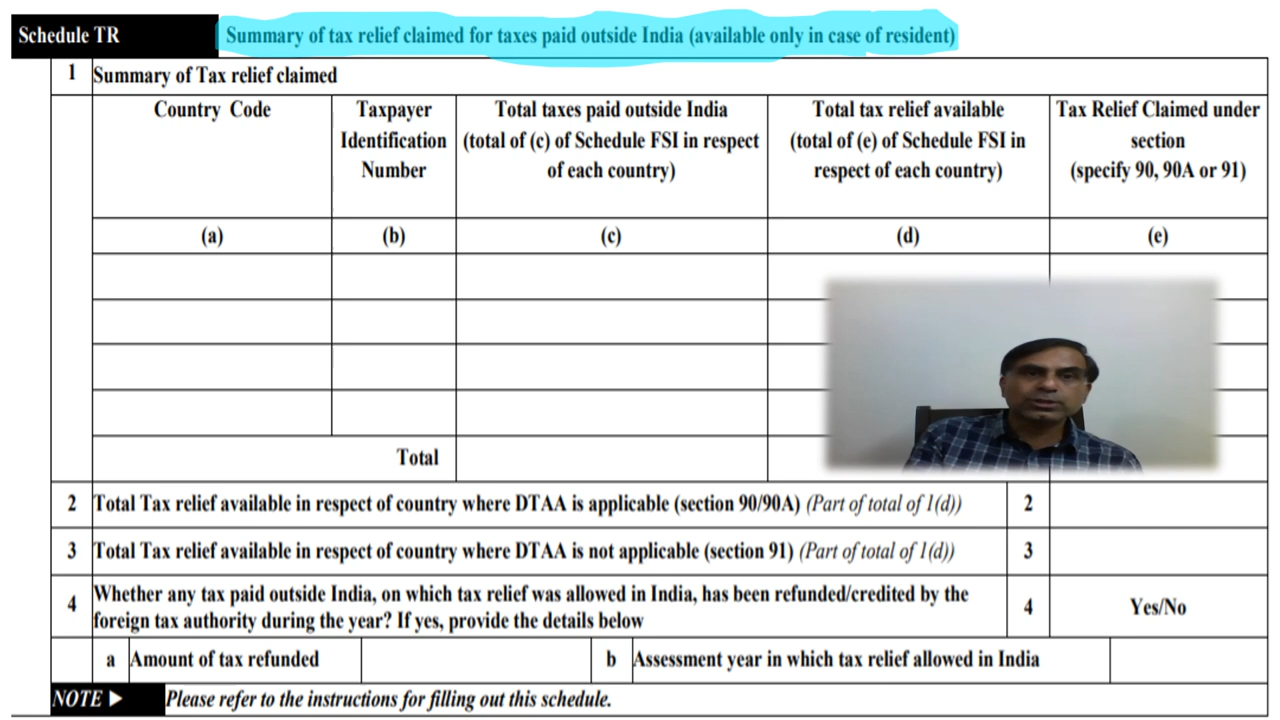 Schedule TR Summary of tax relief claimed for taxes paid outside India (available only in case of resident)
1 Summary of Tax relief claimed
Country Code
Taxpayer
Identification
Number
Total taxes paid outside India
(total of (c) of Schedule FSI in respect
of each country)
Total tax relief available
(total of (e) of Schedule FSI in
respect of each country)
Tax Relief Claimed under
section
(specify 90, 90A or 91)
(a) (b) (c) (d) (e)
Total
2 Total Tax relief available in respect of country where DTAA is applicable (section 90/90A) (Part of total of 1(d)) 2
3 Total Tax relief available in respect of country where DTAA is not applicable (section 91) (Part of total of 1(d)) 3
4 Whether any tax paid outside India, on which tax relief was allowed in India, has been refunded/credited by the
foreign tax authority during the year? If yes, provide the details below
4 Yes/No
a Amount of tax refunded b Assessment year in which tax relief allowed in India
NOTE ► Please refer to the instructions for filling out this schedule.